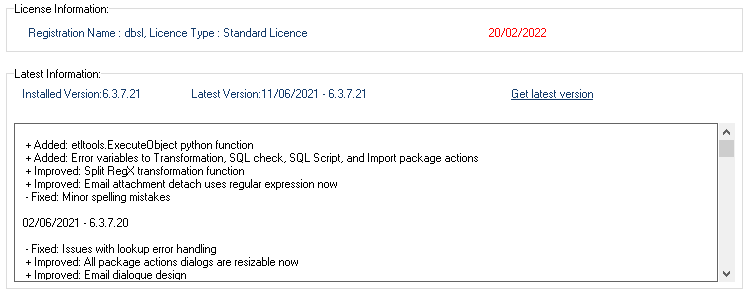 License Information:
Registration Name : dbsl, Licence Type : Standard Licence 20/02/2022
Latest Information:
Installed Version:6.3.7.21 Latest Version:11/06/2021 - 6.3.7.21 Get latest version
+ Added: etltools.ExecuteObject python function
+ Added: Error variables to Transformation, SQL check, SQL Script, and Import package actions
+ Improved: Split RegX transformation function
+ Improved: Email attachment detach uses regular expression now
- Fixed: Minor spelling mistakes
02/06/2021 - 6.3.7.20
- Fixed: Issues with lookup error handling
+ Improved: All package actions dialogs are resizable now
+ Improved: Email dialogue design